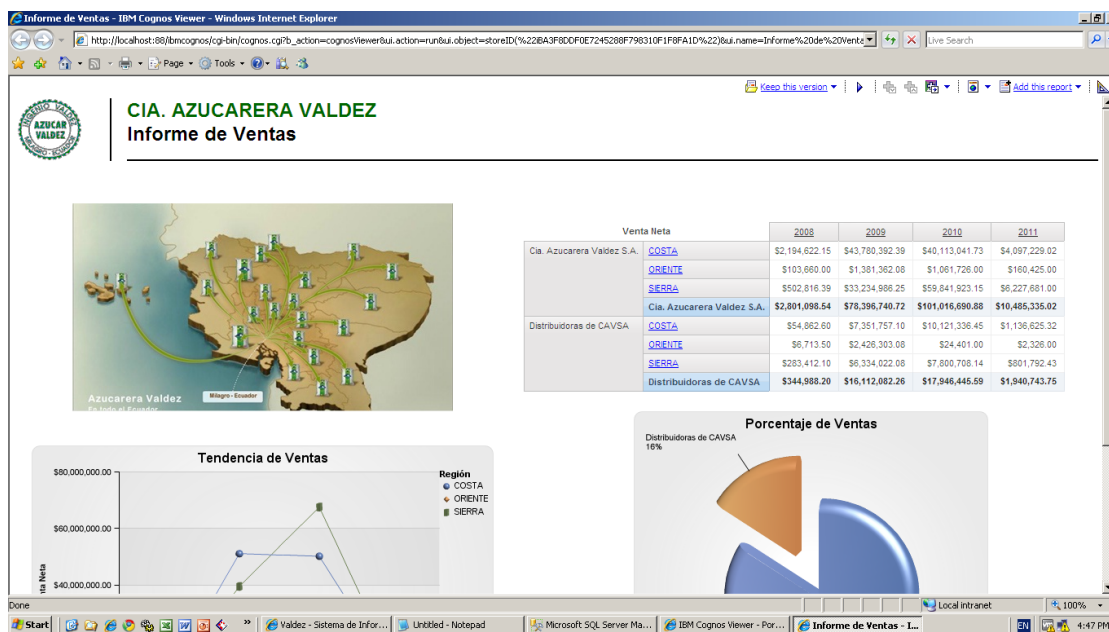 Informe de Ventas - IBM Cognos Viewer - Windows Internet Explorer
http://localhost:88/ibmcognos/cgi-bin/cognos.cgi?b_action=cognosViewer&ui.action=run&ui.object=storeID(%22iBA3F8DDF0E7245288F798310F1F8FA1D%22)&ui.name=Informe%20de%20Venta
Live Search
Page Tools
Keep this version Add this report
INGENIO VALDEZ
AZUCAR
VALDEZ
MILAGRO - ECUADOR
CIA. AZUCARERA VALDEZ
Informe de Ventas
Azucarera Valdez
En todo el Ecuador
Milagro - Ecuador
Venta Neta 2008 2009 2010 2011
Cia. Azucarera Valdez S.A. COSTA $2,194,622.15 $43,780,392.39 $40,113,041.73 $4,097,229.02
ORIENTE $103,660.00 $1,381,362.08 $1,061,726.00 $160,425.00
SIERRA $502,816.39 $33,234,986.25 $59,841,923.15 $6,227,681.00
Cia. Azucarera Valdez S.A. $2,801,098.54 $78,396,740.72 $101,016,690.88 $10,485,335.02
Distribuidoras de CAVSA COSTA $54,862.60 $7,351,757.10 $10,121,336.45 $1,136,625.32
ORIENTE $6,713.50 $2,426,303.08 $24,401.00 $2,326.00
SIERRA $283,412.10 $6,334,022.08 $7,800,708.14 $801,792.43
Distribuidoras de CAVSA $344,988.20 $16,112,082.26 $17,946,445.59 $1,940,743.75
Tendencia de Ventas
$80,000,000.00
$60,000,000.00
$40,000,000.00
nta Neta
Región
COSTA
ORIENTE
SIERRA
Porcentaje de Ventas
Distribuidoras de CAVSA
16%
Done Local intranet 100%
Start Valdez - Sistema de Infor... Untitled - Notepad Microsoft SQL Server Ma... IBM Cognos Viewer - Por... Informe de Ventas - I... EN 4:47 PM